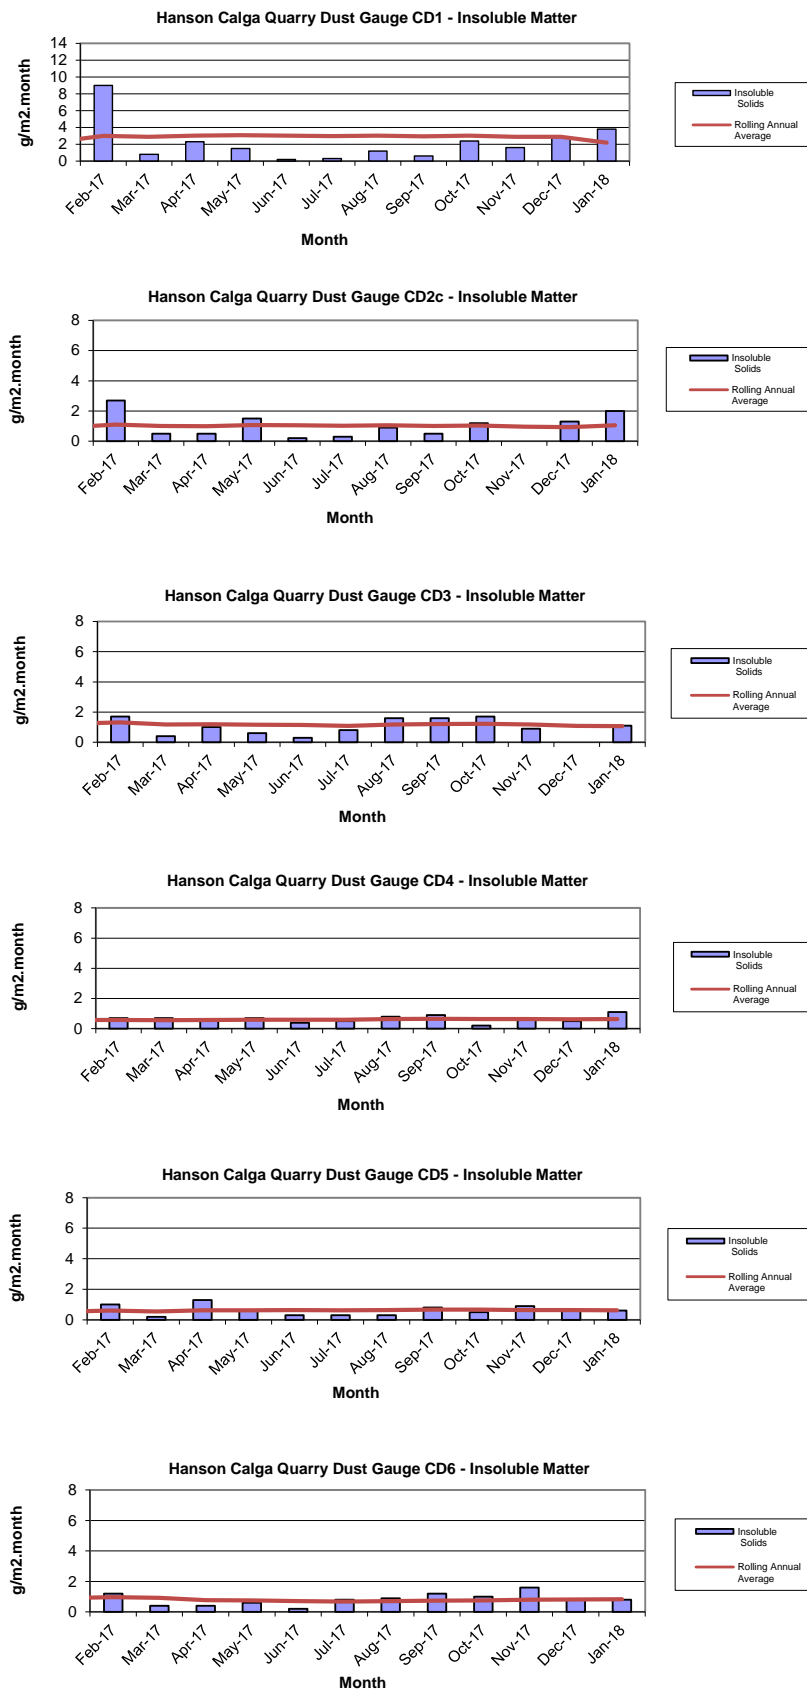 Hanson Calga Quarry Dust Gauge CD1 - Insoluble Matter
g/m2.month
14
12
10
8
6
4
2
0
Feb-17 Mar-17 Apr-17 May-17 Jun-17 Jul-17 Aug-17 Sep-17 Oct-17 Nov-17 Dec-17 Jan-18
Month
Insoluble
Solids
Rolling Annual
Average
Hanson Calga Quarry Dust Gauge CD2c - Insoluble Matter
g/m2.month
8
6
4
2
0
Feb-17 Mar-17 Apr-17 May-17 Jun-17 Jul-17 Aug-17 Sep-17 Oct-17 Nov-17 Dec-17 Jan-18
Month
Insoluble
Solids
Rolling Annual
Average
Hanson Calga Quarry Dust Gauge CD3 - Insoluble Matter
g/m2.month
8
6
4
2
0
Feb-17 Mar-17 Apr-17 May-17 Jun-17 Jul-17 Aug-17 Sep-17 Oct-17 Nov-17 Dec-17 Jan-18
Month
Insoluble
Solids
Rolling Annual
Average
Hanson Calga Quarry Dust Gauge CD4 - Insoluble Matter
g/m2.month
8
6
4
2
0
Feb-17 Mar-17 Apr-17 May-17 Jun-17 Jul-17 Aug-17 Sep-17 Oct-17 Nov-17 Dec-17 Jan-18
Month
Insoluble
Solids
Rolling Annual
Average
Hanson Calga Quarry Dust Gauge CD5 - Insoluble Matter
g/m2.month
8
6
4
2
0
Feb-17 Mar-17 Apr-17 May-17 Jun-17 Jul-17 Aug-17 Sep-17 Oct-17 Nov-17 Dec-17 Jan-18
Month
Insoluble
Solids
Rolling Annual
Average
Hanson Calga Quarry Dust Gauge CD6 - Insoluble Matter
g/m2.month
8
6
4
2
0
Feb-17 Mar-17 Apr-17 May-17 Jun-17 Jul-17 Aug-17 Sep-17 Oct-17 Nov-17 Dec-17 Jan-18
Month
Insoluble
Solids
Rolling Annual
Average